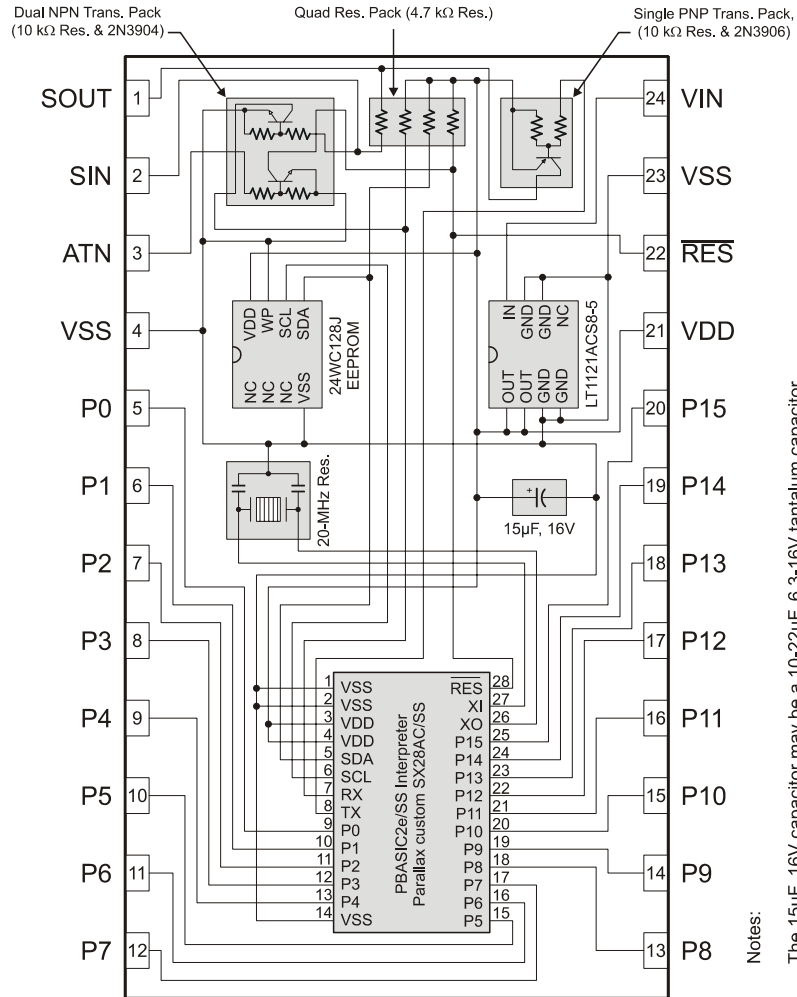 Dual NPN Trans. Pack
(10 kΩ Res. & 2N3904)
Quad Res. Pack (4.7 kΩ Res.)
Single PNP Trans. Pack,
(10 kΩ Res. & 2N3906)
SOUT 1
24 VIN
SIN 2
23 VSS
ATN 3
22 RES
VSS 4
21 VDD
P0 5
20 P15
P1 6
19 P14
P2 7
18 P13
P3 8
17 P12
P4 9
16 P11
P5 10
15 P10
P6 11
14 P9
P7 12
13 P8
VDD
WP
SCL
SDA
NC
NC
NC
VSS
24WC128J
EEPROM
IN
GND
GND
NC
OUT
OUT
GND
GND
LT1121ACS8-5
20-MHz Res.
+
15µF, 16V
1 VSS
2 VSS
3 VDD
4 VDD
5 SDA
6 SCL
7 RX
8 TX
9 P0
10 P1
11 P2
12 P3
13 P4
14 VSS
PBASIC2e/SS Interpreter
Parallax custom SX28AC/SS
RES 28
XI 27
XO 26
P15 25
P14 24
P13 23
P12 22
P11 21
P10 20
P9 19
P8 18
P7 17
P6 16
P5 15
Notes:
The 15µF, 16V capacitor may be a 10-22µF, 6.3-16V tantalum capacitor